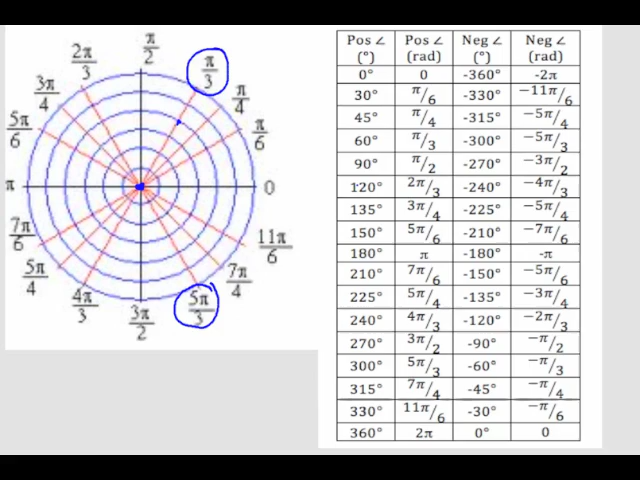 π/2
2π/3 π/3
3π/4 π/4
5π/6 π/6
π 0
7π/6 11π/6
5π/4 7π/4
4π/3 5π/3
3π/2
Pos ∠ (°) Pos ∠ (rad) Neg ∠ (°) Neg ∠ (rad)
0° 0 -360° -2π
30° π/6 -330° −11π/6
45° π/4 -315° −5π/4
60° π/3 -300° −5π/3
90° π/2 -270° −3π/2
120° 2π/3 -240° −4π/3
135° 3π/4 -225° −5π/4
150° 5π/6 -210° −7π/6
180° π -180° -π
210° 7π/6 -150° −5π/6
225° 5π/4 -135° −3π/4
240° 4π/3 -120° −2π/3
270° 3π/2 -90° −π/2
300° 5π/3 -60° −π/3
315° 7π/4 -45° −π/4
330° 11π/6 -30° −π/6
360° 2π 0° 0